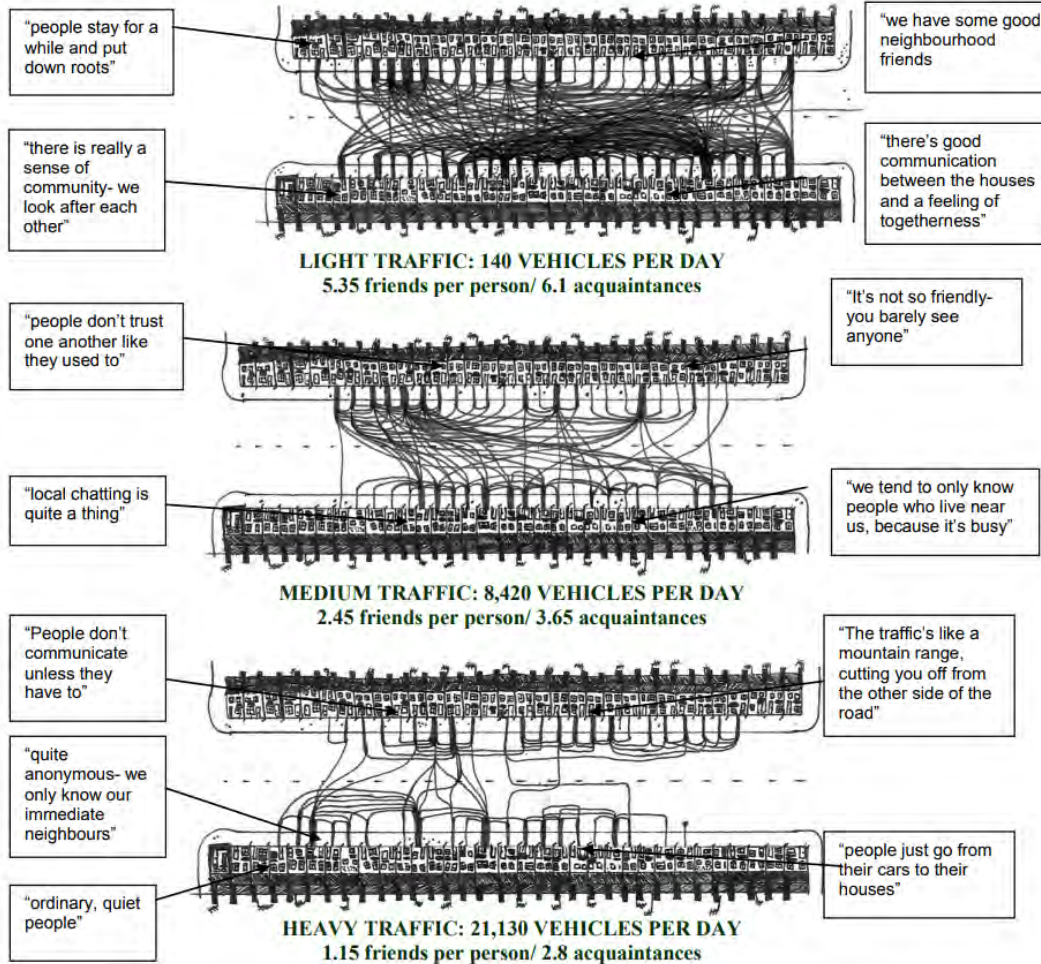 “people stay for a
while and put
down roots”
“we have some good
neighbourhood
friends
“there is really a
sense of
community- we
look after each
other”
“there’s good
communication
between the houses
and a feeling of
togetherness”
LIGHT TRAFFIC: 140 VEHICLES PER DAY
5.35 friends per person/ 6.1 acquaintances
“people don’t trust
one another like
they used to”
“It’s not so friendly-
you barely see
anyone”
“local chatting is
quite a thing”
“we tend to only know
people who live near
us, because it’s busy”
MEDIUM TRAFFIC: 8,420 VEHICLES PER DAY
2.45 friends per person/ 3.65 acquaintances
“People don’t
communicate
unless they
have to”
“The traffic’s like a
mountain range,
cutting you off from
the other side of the
road”
“quite
anonymous- we
only know our
immediate
neighbours”
“ordinary, quiet
people”
“people just go from
their cars to their
houses”
HEAVY TRAFFIC: 21,130 VEHICLES PER DAY
1.15 friends per person/ 2.8 acquaintances